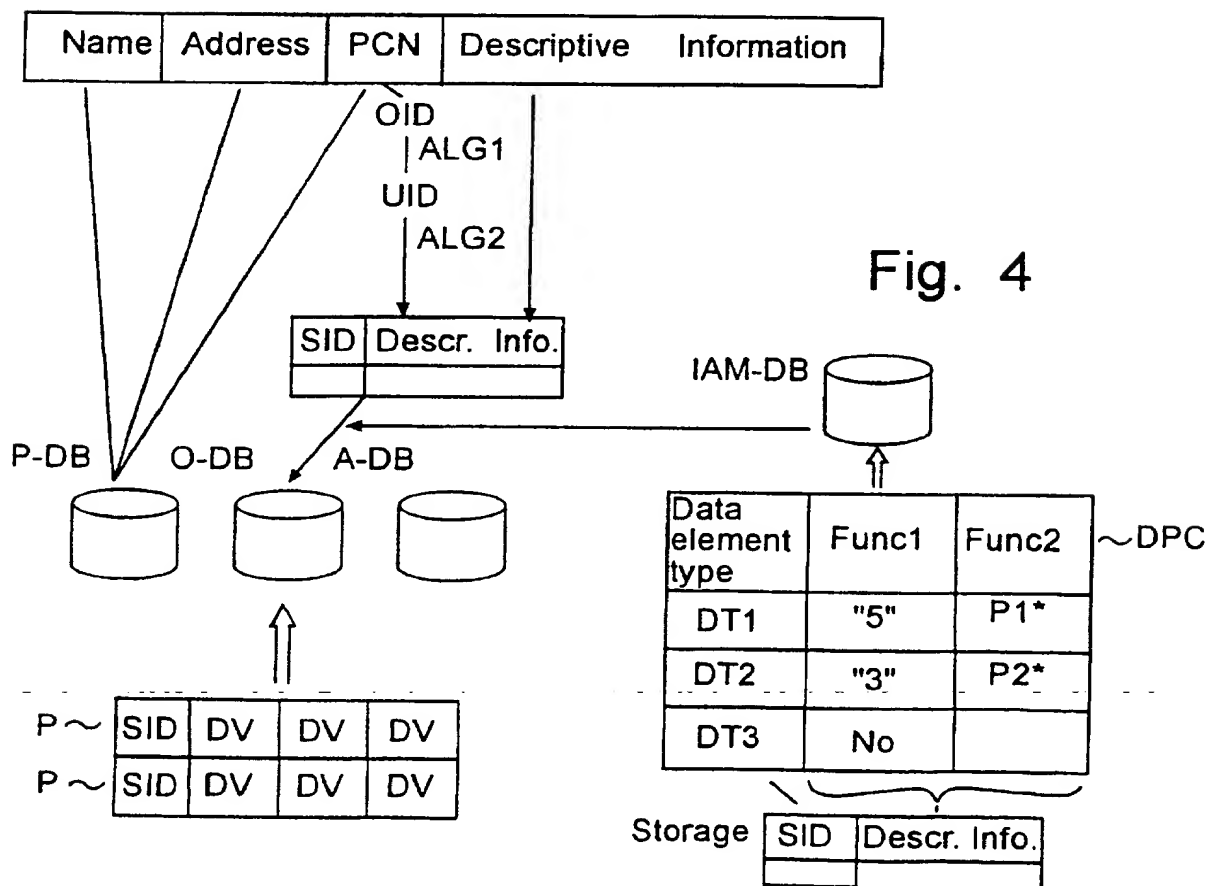 Name Address PCN Descriptive Information
OID
ALG1
UID
ALG2
Fig. 4
SID Descr. Info.
IAM-DB
P-DB O-DB A-DB
Data element type Func1 Func2 ~DPC
DT1 "5" P1*
DT2 "3" P2*
DT3 No
P~ SID DV DV DV
P~ SID DV DV DV
Storage SID Descr. Info.